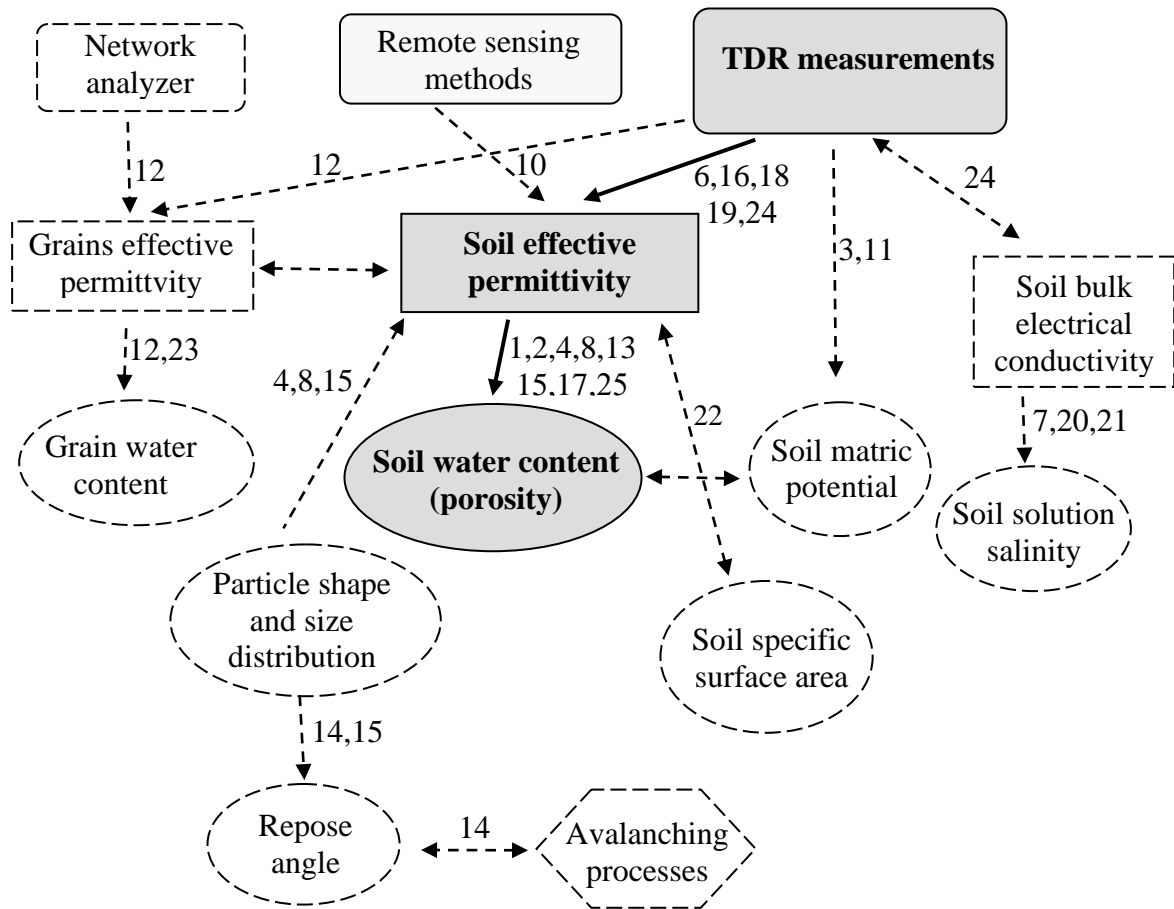 Network
analyzer
Remote sensing
methods
TDR measurements
12
12
10
6,16,18
19,24
24
3,11
Grains effective
permittvity
Soil effective
permittivity
Soil bulk
electrical
conductivity
12,23
4,8,15
1,2,4,8,13
15,17,25
22
7,20,21
Grain water
content
Soil water content
(porosity)
Soil matric
potential
Soil solution
salinity
Particle shape
and size
distribution
Soil specific
surface area
14,15
Repose
angle
14
Avalanching
processes